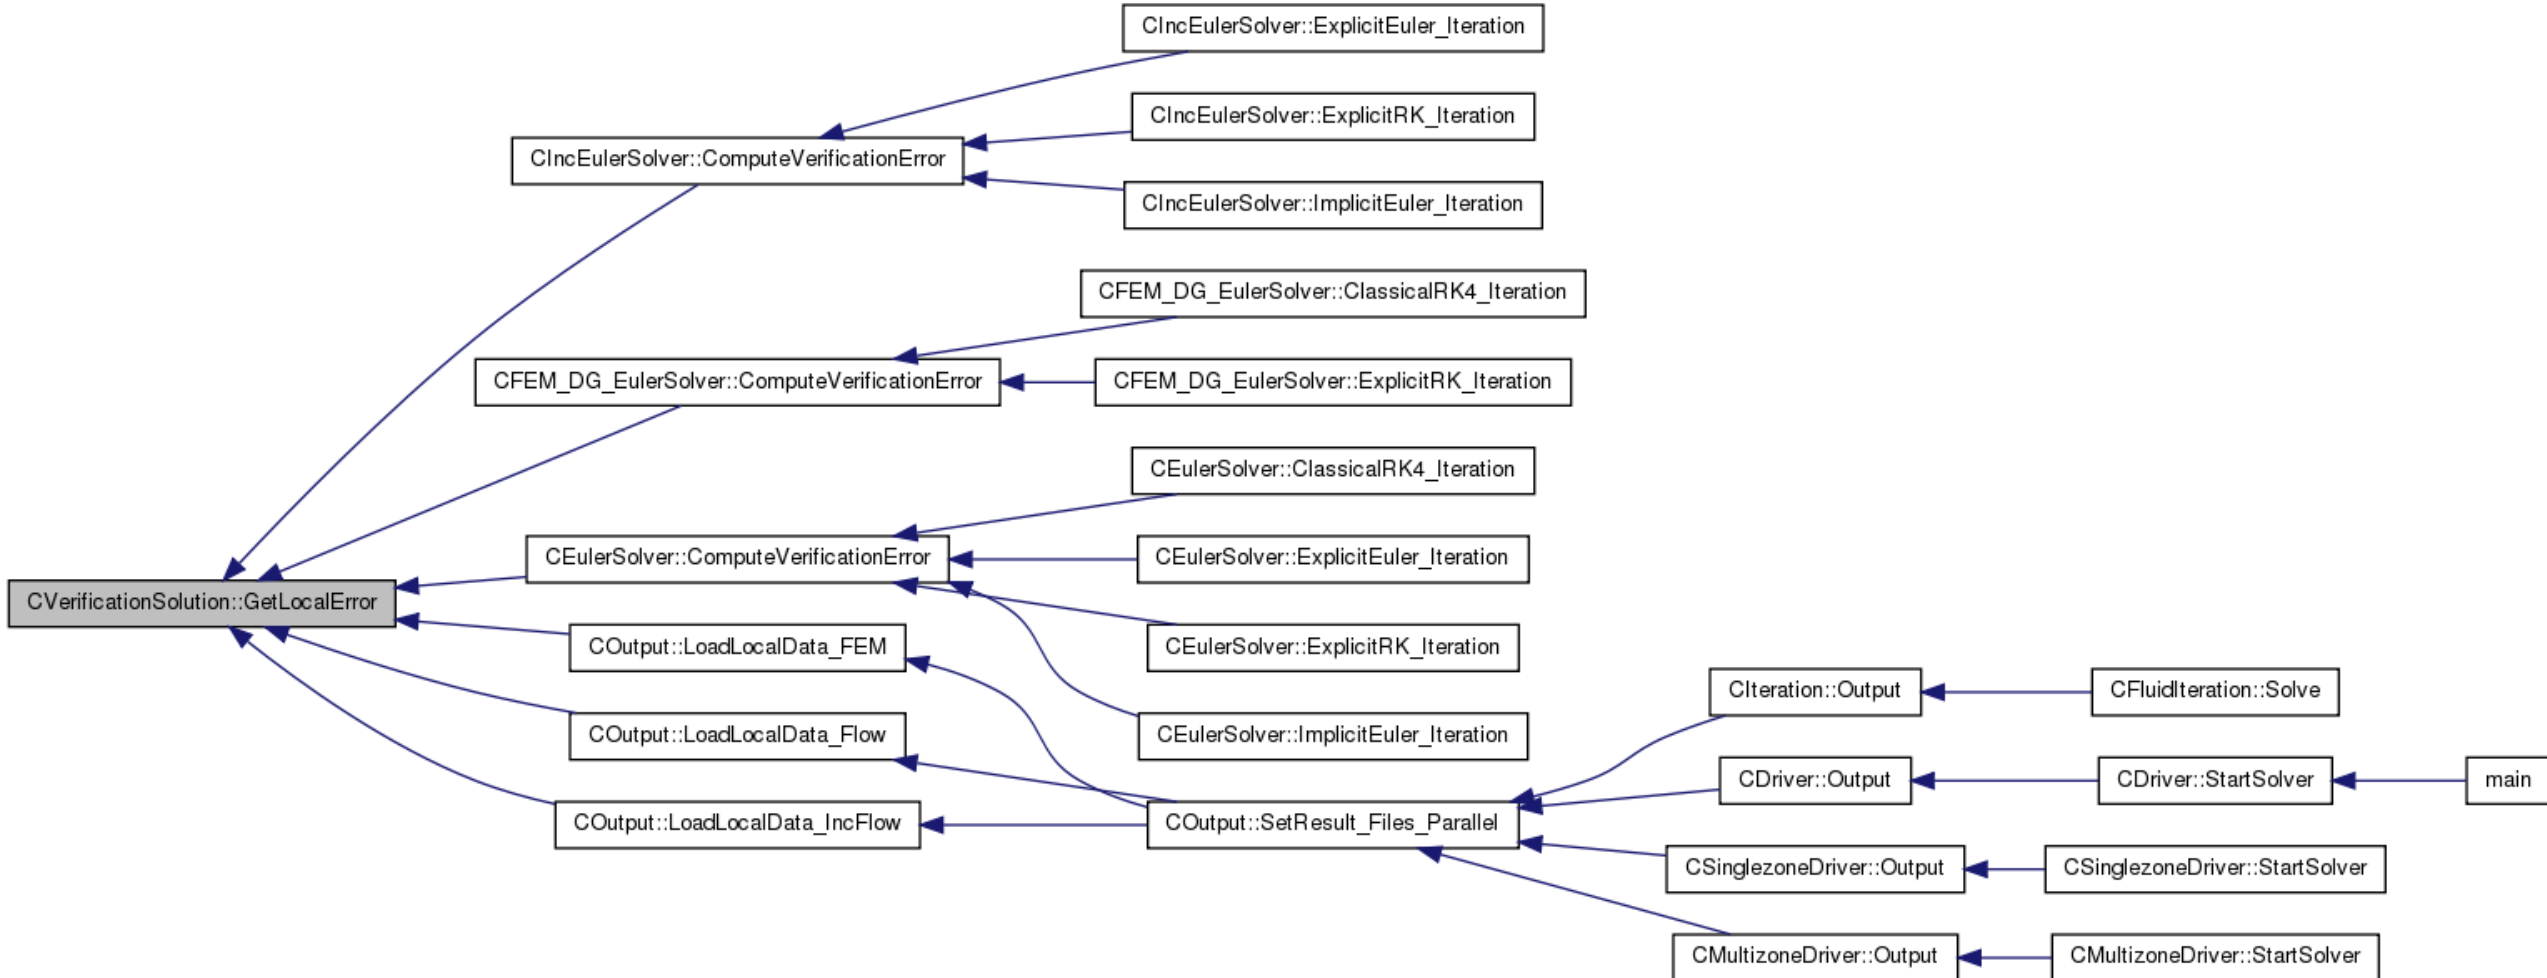 CIncEulerSolver::ExplicitEuler_Iteration
CIncEulerSolver::ExplicitRK_Iteration
CIncEulerSolver::ComputeVerificationError
CIncEulerSolver::ImplicitEuler_Iteration
CFEM_DG_EulerSolver::ClassicalRK4_Iteration
CFEM_DG_EulerSolver::ComputeVerificationError
CFEM_DG_EulerSolver::ExplicitRK_Iteration
CEulerSolver::ClassicalRK4_Iteration
CEulerSolver::ComputeVerificationError
CEulerSolver::ExplicitEuler_Iteration
CVerificationSolution::GetLocalError
COutput::LoadLocalData_FEM
CEulerSolver::ExplicitRK_Iteration
CIteration::Output
CFluidIteration::Solve
COutput::LoadLocalData_Flow
CEulerSolver::ImplicitEuler_Iteration
CDriver::Output
CDriver::StartSolver
main
COutput::LoadLocalData_IncFlow
COutput::SetResult_Files_Parallel
CSinglezoneDriver::Output
CSinglezoneDriver::StartSolver
CMultizoneDriver::Output
CMultizoneDriver::StartSolver